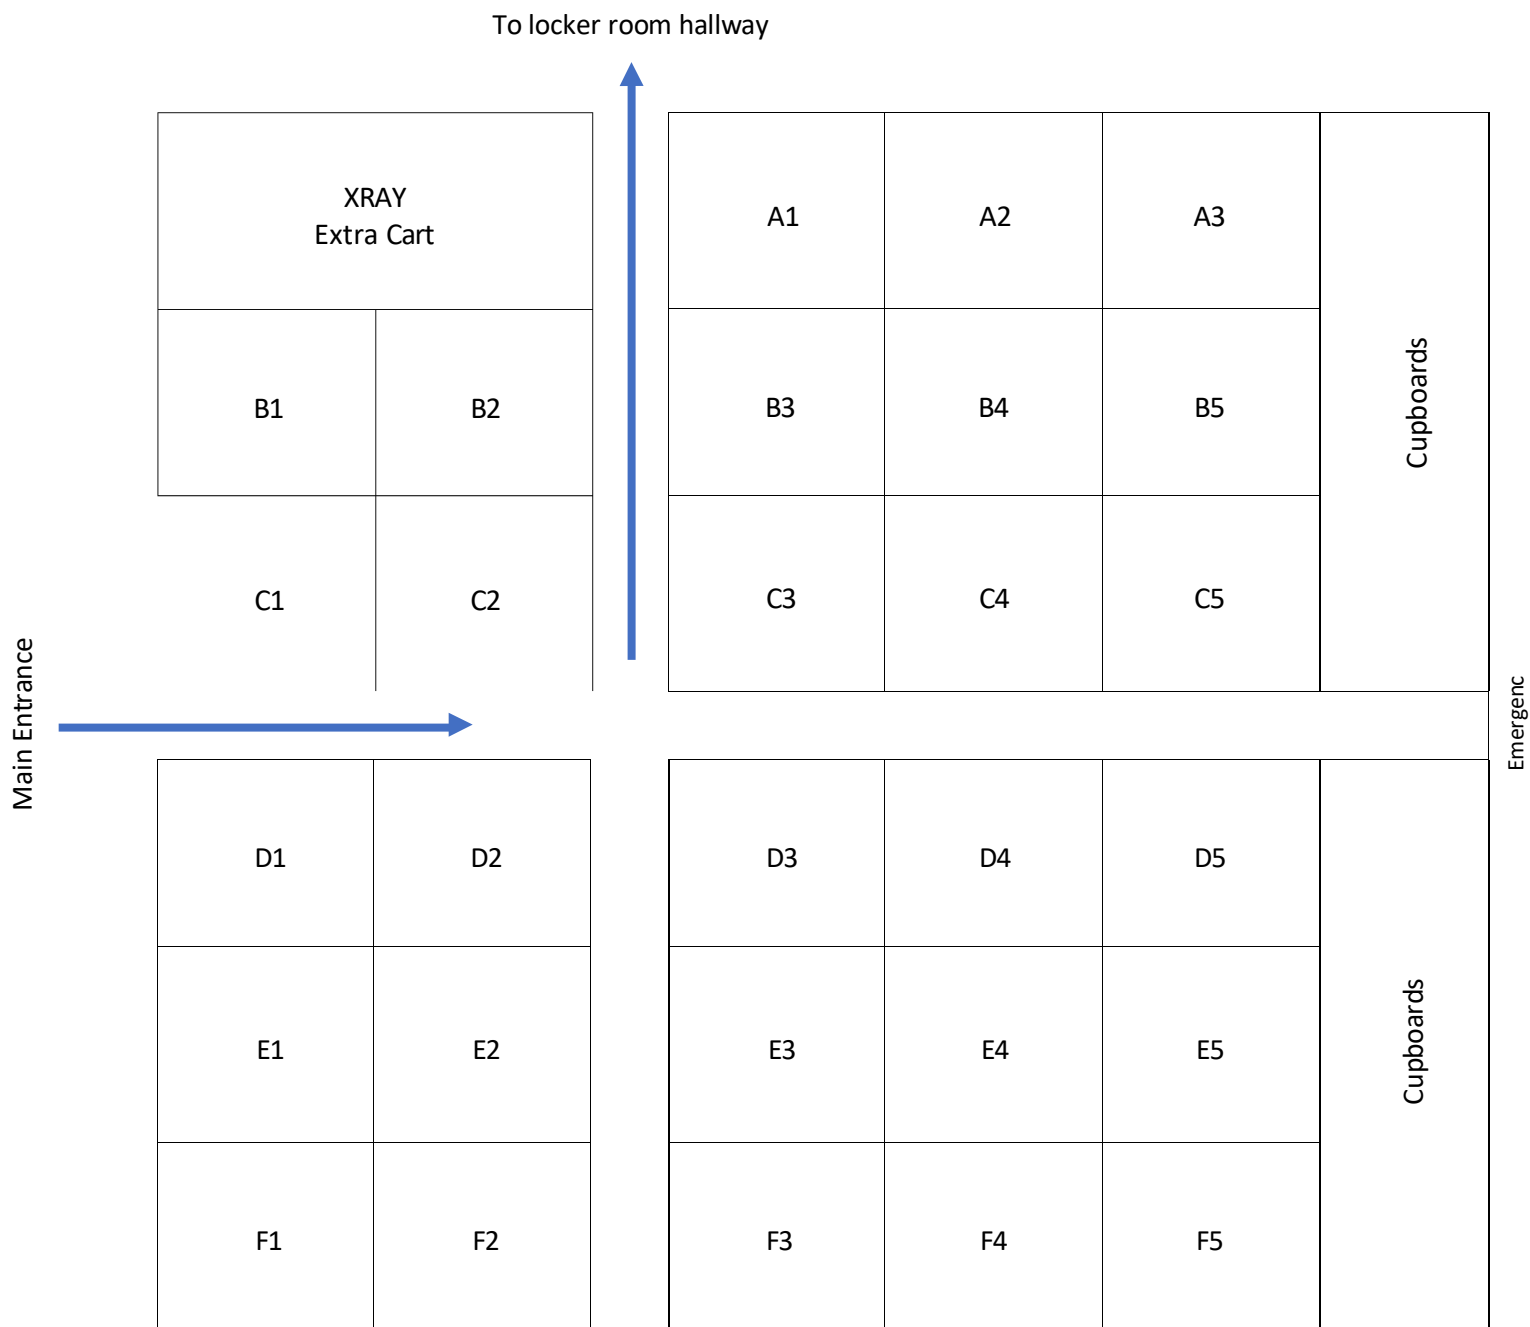 To locker room hallway
XRAY
Extra Cart
A1
A2
A3
B1
B2
B3
B4
B5
Cupboards
C1
C2
C3
C4
C5
Main Entrance
Emergenc
D1
D2
D3
D4
D5
E1
E2
E3
E4
E5
Cupboards
F1
F2
F3
F4
F5